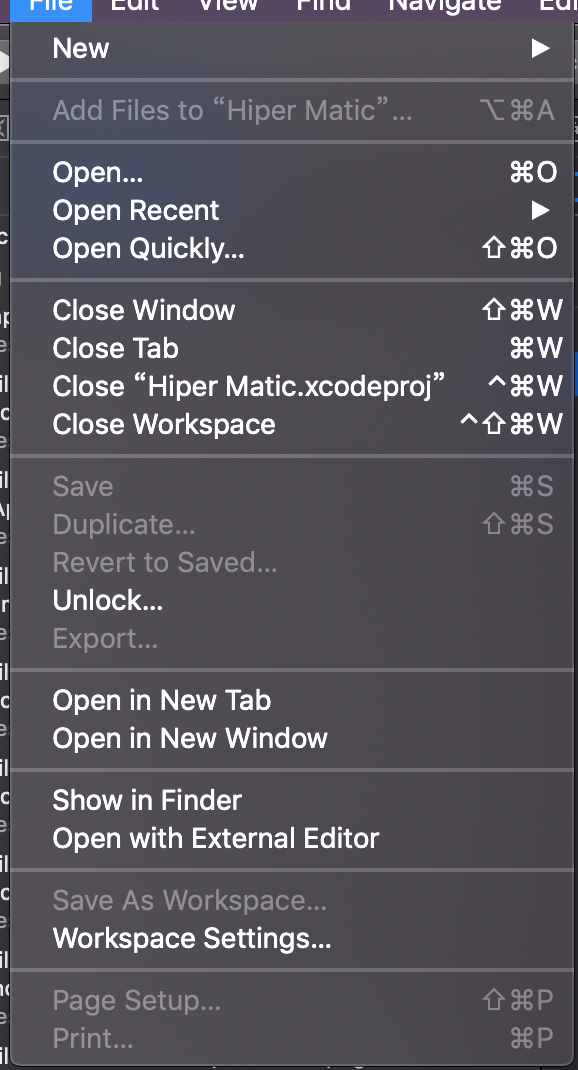 File Edit View Find Navigate
New ▶
Add Files to “Hiper Matic”... ⌥⌘A
Open... ⌘O
Open Recent ▶
Open Quickly... ⇧⌘O
Close Window ⇧⌘W
Close Tab ⌘W
Close “Hiper Matic.xcodeproj” ^⌘W
Close Workspace ^⇧⌘W
Save ⌘S
Duplicate... ⇧⌘S
Revert to Saved...
Unlock...
Export...
Open in New Tab
Open in New Window
Show in Finder
Open with External Editor
Save As Workspace...
Workspace Settings...
Page Setup... ⇧⌘P
Print... ⌘P